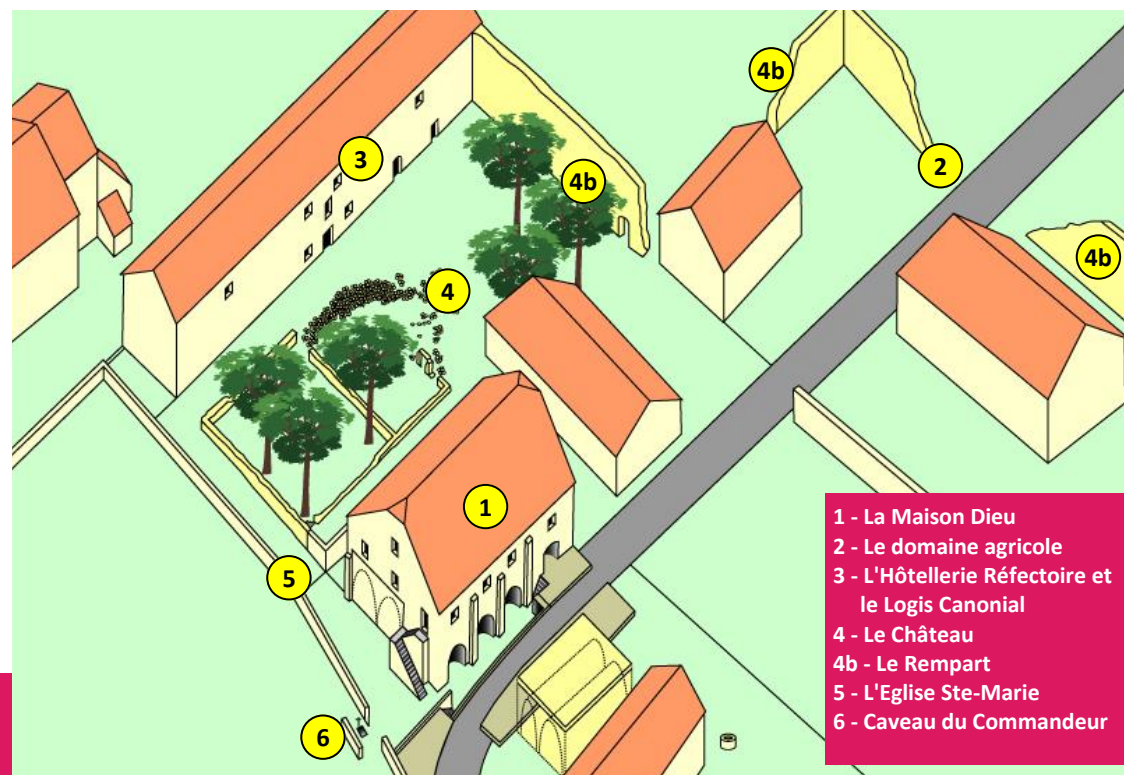 4b
3
4b
2
4b
4
1
5
6
1 - La Maison Dieu
2 - Le domaine agricole
3 - L'Hôtellerie Réfectoire et
le Logis Canonial
4 - Le Château
4b - Le Rempart
5 - L'Eglise Ste-Marie
6 - Caveau du Commandeur